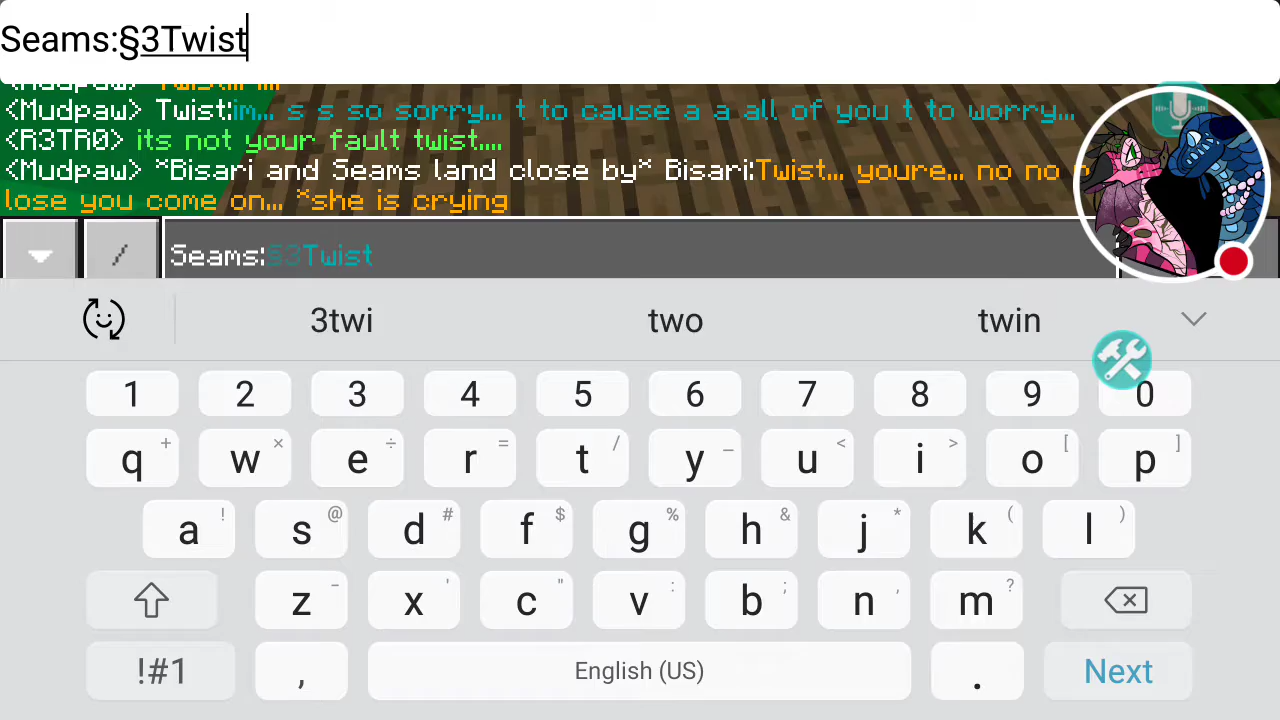 Seams:§3Twist
<Mudpaw> Twist
<Mudpaw> Twist:im... s s so sorry... t to cause a a all of you t to worry...
<R3TR0> its not your fault twist....
<Mudpaw> *Bisari and Seams land close by* Bisari:Twist... youre... no no
lose you come on... *she is crying
/ Seams:§3Twist
3twi two twin
1 2 3 4 5 6 7 8 9 0
q + w × e ÷ r = t / y _ u < i > o [ p ]
a ! s @ d # f $ g % h & j * k ( l )
z - x ' c " v : b ; n , m ?
!#1 , English (US) . Next